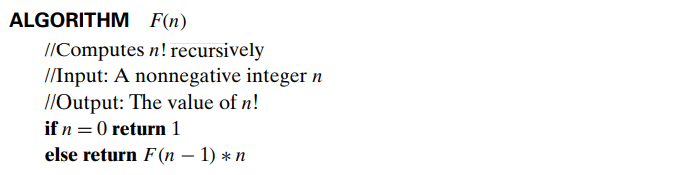 ALGORITHM F(n)
//Computes n! recursively
//Input: A nonnegative integer n
//Output: The value of n!
if n = 0 return 1
else return F(n − 1) ∗ n